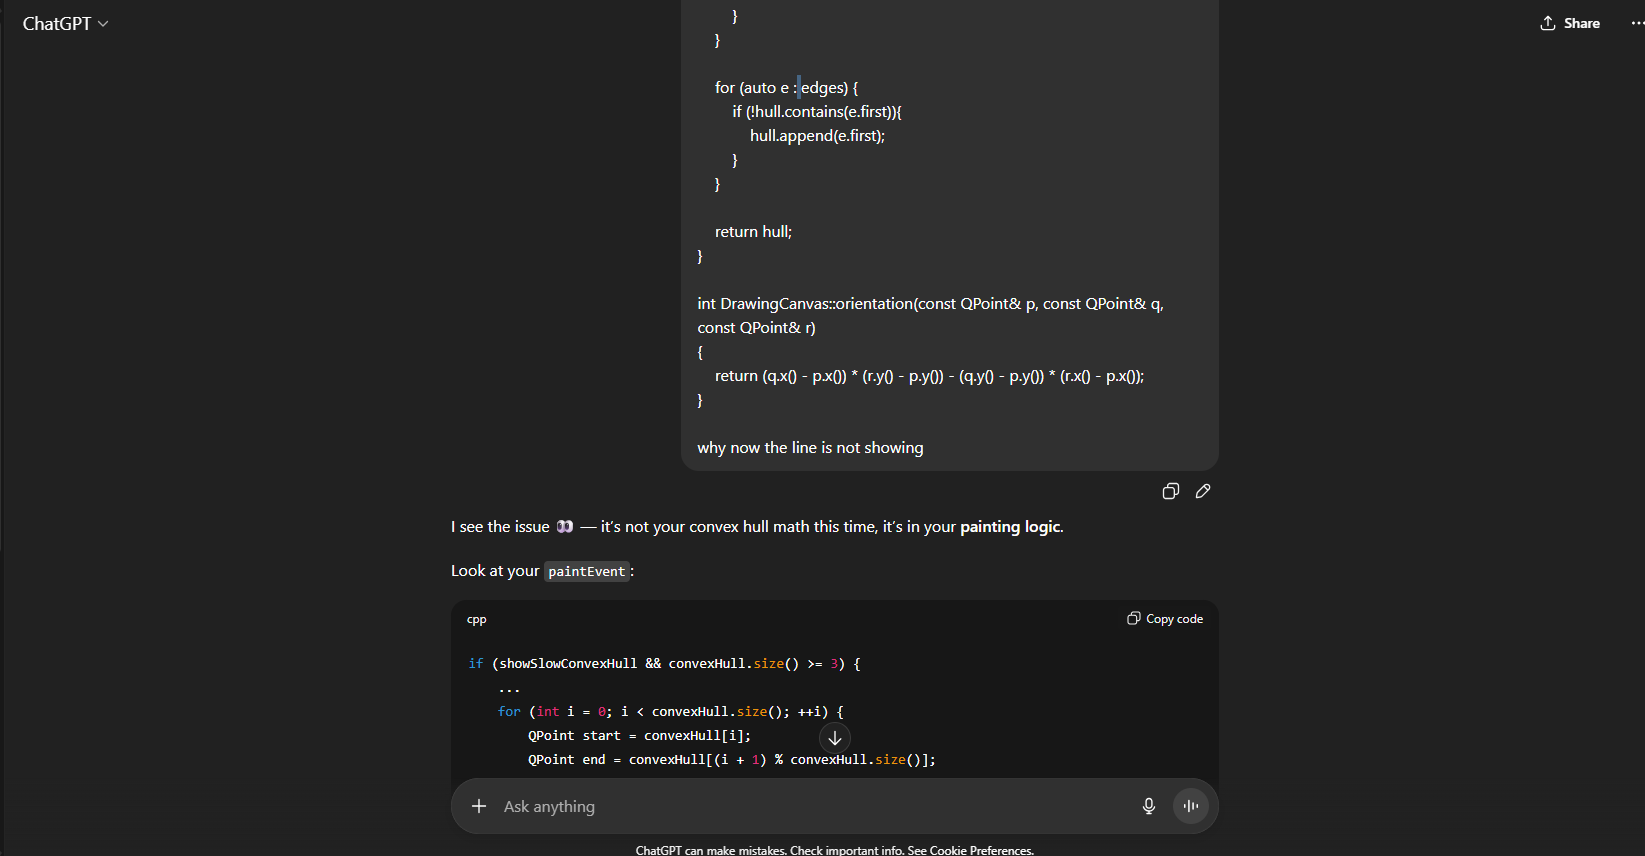 ChatGPT
Share
}
}
for (auto e : edges) {
if (!hull.contains(e.first)){
hull.append(e.first);
}
}
return hull;
}
int DrawingCanvas::orientation(const QPoint& p, const QPoint& q,
const QPoint& r)
{
return (q.x() - p.x()) * (r.y() - p.y()) - (q.y() - p.y()) * (r.x() - p.x());
}
why now the line is not showing
I see the issue 👀 — it's not your convex hull math this time, it's in your painting logic.
Look at your paintEvent:
cpp
Copy code
if (showSlowConvexHull && convexHull.size() >= 3) {
...
for (int i = 0; i < convexHull.size(); ++i) {
QPoint start = convexHull[i];
QPoint end = convexHull[(i + 1) % convexHull.size()];
Ask anything
ChatGPT can make mistakes. Check important info. See Cookie Preferences.